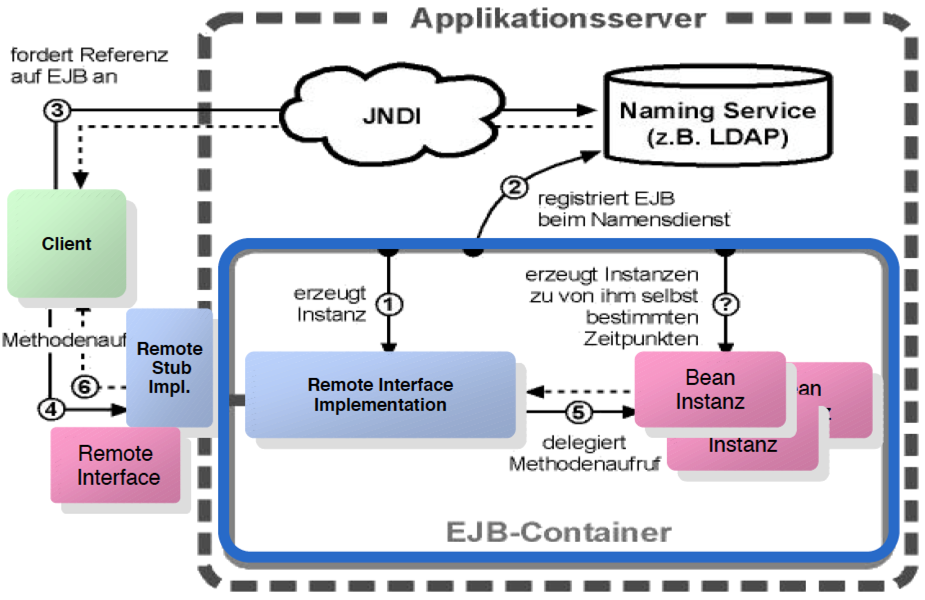 Applikationsserver
fordert Referenz
auf EJB an
3
JNDI
Naming Service
(z.B. LDAP)
2
registriert EJB
beim Namensdienst
Client
erzeugt
Instanz
1
erzeugt Instanzen
zu von ihm selbst
bestimmten
Zeitpunkten
?
Methodenauf
6
4
Remote
Stub
Impl.
Remote
Interface
Remote Interface
Implementation
5
delegiert
Methodenaufruf
Bean
Instanz
ean
z
Instanz
EJB-Container